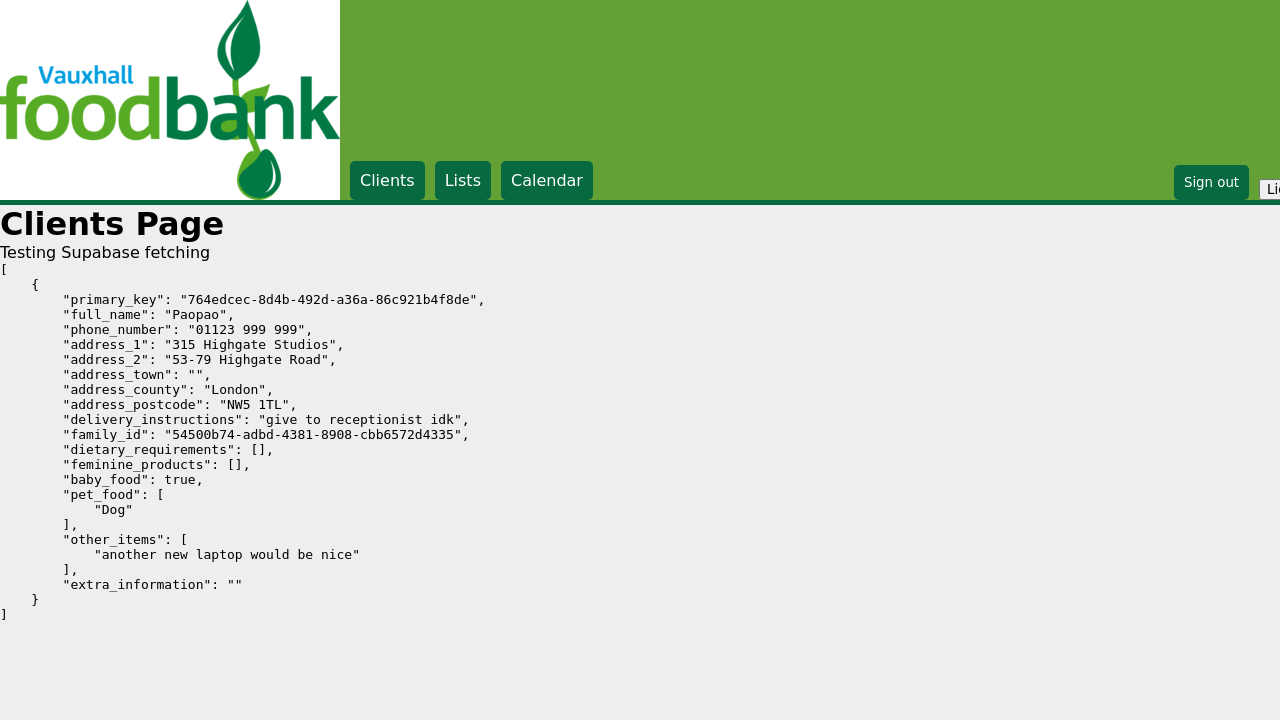 Vauxhall
foodbank
Clients
Lists
Calendar
Sign out
Clients Page
Testing Supabase fetching
[
    {
        "primary_key": "764edcec-8d4b-492d-a36a-86c921b4f8de",
        "full_name": "Paopao",
        "phone_number": "01123 999 999",
        "address_1": "315 Highgate Studios",
        "address_2": "53-79 Highgate Road",
        "address_town": "",
        "address_county": "London",
        "address_postcode": "NW5 1TL",
        "delivery_instructions": "give to receptionist idk",
        "family_id": "54500b74-adbd-4381-8908-cbb6572d4335",
        "dietary_requirements": [],
        "feminine_products": [],
        "baby_food": true,
        "pet_food": [
            "Dog"
        ],
        "other_items": [
            "another new laptop would be nice"
        ],
        "extra_information": ""
    }
]